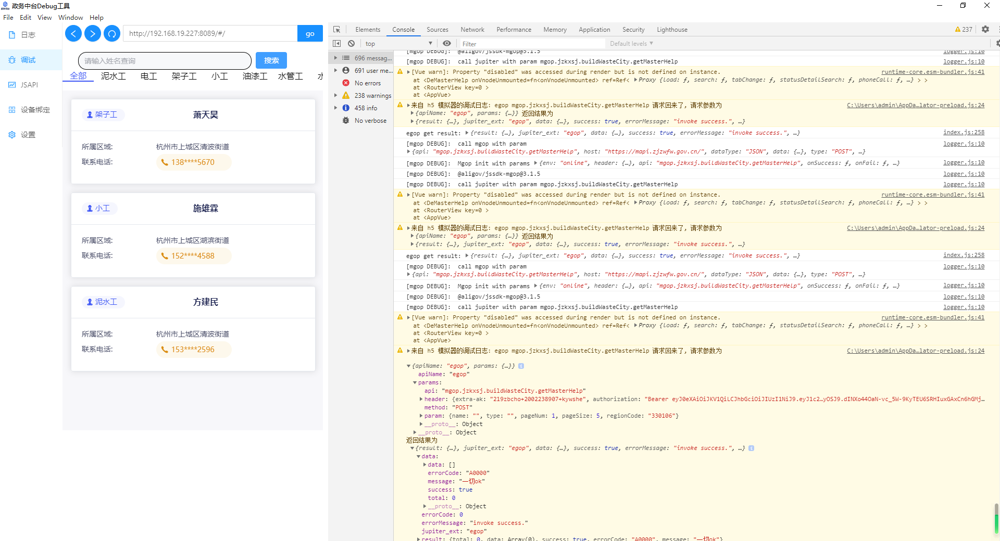 政务中台Debug工具
File Edit View Window Help
日志
调试
JSAPI
设备绑定
设置
http://192.168.19.227:8089/#/
go
请输入姓名查询
搜索
全部 泥水工 电工 架子工 小工 油漆工 水管工
架子工 萧天昊
所属区域: 杭州市上城区清波街道
联系电话: 138****5670
小工 施雄霖
所属区域: 杭州市上城区湖滨街道
联系电话: 152****4588
泥水工 方建民
所属区域: 杭州市上城区清波街道
联系电话: 153****2596
Elements Console Sources Network Performance Memory Application Security Lighthouse 237
top Filter Default levels
696 messag...
691 user me...
No errors
238 warnings
458 info
No verbose
[mgop DEBUG]: @aligov/jssdk-mgop@3.1.5 logger.js:10
[mgop DEBUG]: call jupiter with param mgop.jzkxsj.buildWasteCity.getMasterHelp logger.js:10
[Vue warn]: Property "disabled" was accessed during render but is not defined on instance. runtime-core.esm-bundler.js:41
at <DeMasterHelp onVnodeUnmounted=fn<onVnodeUnmounted> ref=Ref< Proxy {load: ƒ, search: ƒ, tabChange: ƒ, statusDetailSearch: ƒ, phoneCall: ƒ, …} > >
at <RouterView key=0 >
at <AppVue>
来自 h5 模拟器的调试日志: egop mgop.jzkxsj.buildWasteCity.getMasterHelp 请求回来了, 请求参数为 C:\Users\admin\AppDa…lator-preload.js:24
{apiName: "egop", params: {…}} 返回结果为
{result: {…}, jupiter_ext: "egop", data: {…}, success: true, errorMessage: "invoke success.", …}
egop get result: {result: {…}, jupiter_ext: "egop", data: {…}, success: true, errorMessage: "invoke success.", …} index.js:258
[mgop DEBUG]: call mgop with param logger.js:10
{api: "mgop.jzkxsj.buildWasteCity.getMasterHelp", host: "https://mapi.zjzwfw.gov.cn/", dataType: "JSON", data: {…}, type: "POST", …}
[mgop DEBUG]: Mgop init with params {env: "online", header: {…}, api: "mgop.jzkxsj.buildWasteCity.getMasterHelp", onSuccess: ƒ, onFail: ƒ, …} logger.js:10
[mgop DEBUG]: @aligov/jssdk-mgop@3.1.5 logger.js:10
[mgop DEBUG]: call jupiter with param mgop.jzkxsj.buildWasteCity.getMasterHelp logger.js:10
[Vue warn]: Property "disabled" was accessed during render but is not defined on instance. runtime-core.esm-bundler.js:41
at <DeMasterHelp onVnodeUnmounted=fn<onVnodeUnmounted> ref=Ref< Proxy {load: ƒ, search: ƒ, tabChange: ƒ, statusDetailSearch: ƒ, phoneCall: ƒ, …} > >
at <RouterView key=0 >
at <AppVue>
来自 h5 模拟器的调试日志: egop mgop.jzkxsj.buildWasteCity.getMasterHelp 请求回来了, 请求参数为 C:\Users\admin\AppDa…lator-preload.js:24
{apiName: "egop", params: {…}} 返回结果为
{result: {…}, jupiter_ext: "egop", data: {…}, success: true, errorMessage: "invoke success.", …}
egop get result: {result: {…}, jupiter_ext: "egop", data: {…}, success: true, errorMessage: "invoke success.", …} index.js:258
[mgop DEBUG]: call mgop with param logger.js:10
{api: "mgop.jzkxsj.buildWasteCity.getMasterHelp", host: "https://mapi.zjzwfw.gov.cn/", dataType: "JSON", data: {…}, type: "POST", …}
[mgop DEBUG]: Mgop init with params {env: "online", header: {…}, api: "mgop.jzkxsj.buildWasteCity.getMasterHelp", onSuccess: ƒ, onFail: ƒ, …} logger.js:10
[mgop DEBUG]: @aligov/jssdk-mgop@3.1.5 logger.js:10
[mgop DEBUG]: call jupiter with param mgop.jzkxsj.buildWasteCity.getMasterHelp logger.js:10
[Vue warn]: Property "disabled" was accessed during render but is not defined on instance. runtime-core.esm-bundler.js:41
at <DeMasterHelp onVnodeUnmounted=fn<onVnodeUnmounted> ref=Ref< Proxy {load: ƒ, search: ƒ, tabChange: ƒ, statusDetailSearch: ƒ, phoneCall: ƒ, …} > >
at <RouterView key=0 >
at <AppVue>
来自 h5 模拟器的调试日志: egop mgop.jzkxsj.buildWasteCity.getMasterHelp 请求回来了, 请求参数为 C:\Users\admin\AppDa…lator-preload.js:24
{apiName: "egop", params: {…}}
apiName: "egop"
params:
api: "mgop.jzkxsj.buildWasteCity.getMasterHelp"
header: {extra-ak: "219zbcho+2002238907+kywshe", authorization: "Bearer eyJ0eXAiOiJKV1QiLCJhbGciOiJIUzI1NiJ9.eyJ1c2…yOSJ9.dINXo44OaN-vc_5W-9KyTEU6SRHIuxGAxCn6hGMj…
method: "POST"
param: {name: "", type: "", pageNum: 1, pageSize: 5, regionCode: "330106"}
__proto__: Object
__proto__: Object
返回结果为
{result: {…}, jupiter_ext: "egop", data: {…}, success: true, errorMessage: "invoke success.", …}
data:
data: []
errorCode: "A0000"
message: "一切ok"
success: true
total: 0
__proto__: Object
errorCode: 0
errorMessage: "invoke success."
jupiter_ext: "egop"
result: {total: 0, data: Array(0), success: true, errorCode: "A0000", message: "一切ok"}